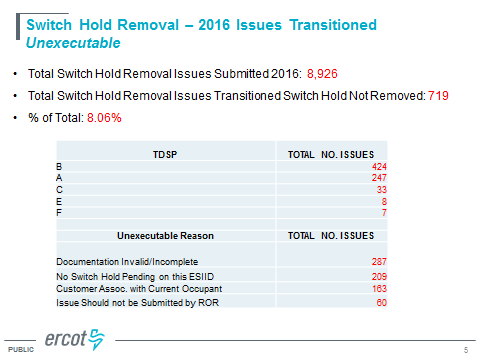 Switch Hold Removal – 2016 Issues Transitioned
Unexecutable
• Total Switch Hold Removal Issues Submitted 2016: 8,926
• Total Switch Hold Removal Issues Transitioned Switch Hold Not Removed: 719
• % of Total: 8.06%
TDSP TOTAL NO. ISSUES
B 424
A 247
C 33
E 8
F 7
Unexecutable Reason TOTAL NO. ISSUES
Documentation Invalid/Incomplete 287
No Switch Hold Pending on this ESIID 209
Customer Assoc. with Current Occupant 163
Issue Should not be Submitted by ROR 60
ercot
PUBLIC 5